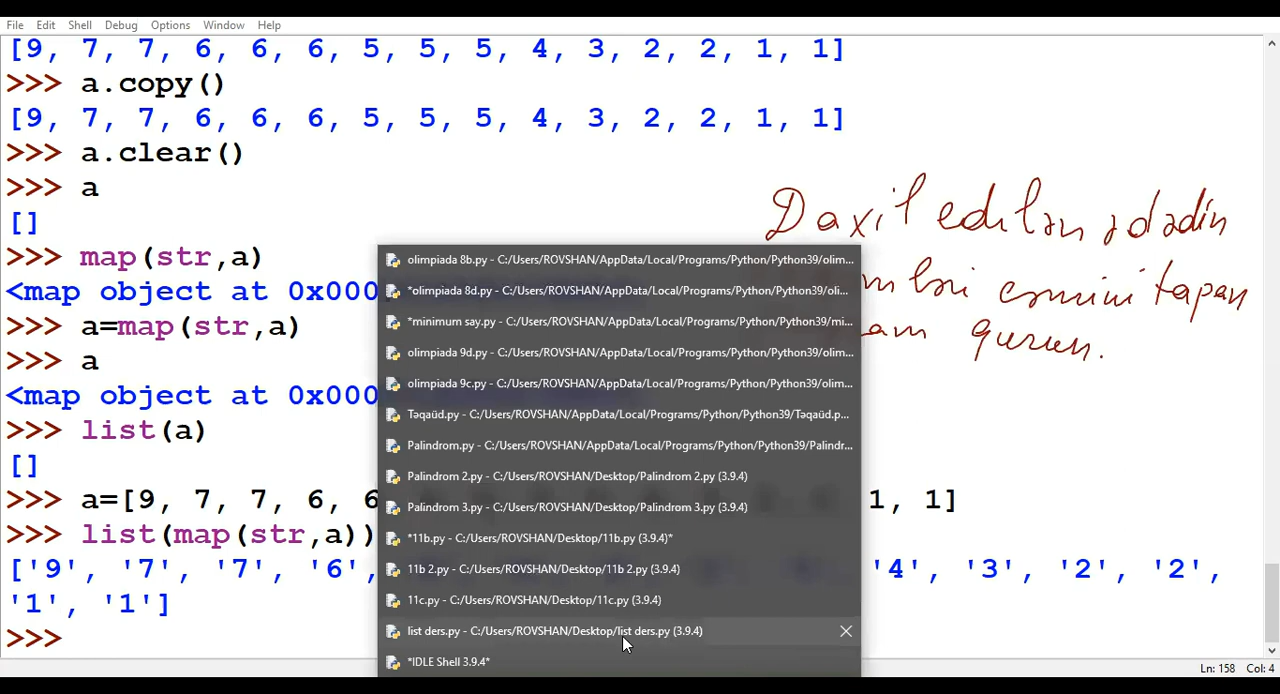 File Edit Shell Debug Options Window Help
[9, 7, 7, 6, 6, 6, 5, 5, 5, 4, 3, 2, 2, 1, 1]
>>> a.copy()
[9, 7, 7, 6, 6, 6, 5, 5, 5, 4, 3, 2, 2, 1, 1]
>>> a.clear()
>>> a
[]
>>> map(str,a)
<map object at 0x000
>>> a=map(str,a)
>>> a
<map object at 0x000
>>> list(a)
[]
>>> a=[9, 7, 7, 6, 6 1, 1]
>>> list(map(str,a))
['9', '7', '7', '6', '4', '3', '2', '2',
'1', '1']
>>>
Daxil edilən ədədin
cəmini tapan
qurun.
olimpiada 8b.py - C:/Users/ROVSHAN/AppData/Local/Programs/Python/Python39/olim...
*olimpiada 8d.py - C:/Users/ROVSHAN/AppData/Local/Programs/Python/Python39/oli...
*minimum say.py - C:/Users/ROVSHAN/AppData/Local/Programs/Python/Python39/mi...
olimpiada 9d.py - C:/Users/ROVSHAN/AppData/Local/Programs/Python/Python39/olim...
olimpiada 9c.py - C:/Users/ROVSHAN/AppData/Local/Programs/Python/Python39/olim...
Təqaüd.py - C:/Users/ROVSHAN/AppData/Local/Programs/Python/Python39/Təqaüd.p...
Palindrom.py - C:/Users/ROVSHAN/AppData/Local/Programs/Python/Python39/Palindr...
Palindrom 2.py - C:/Users/ROVSHAN/Desktop/Palindrom 2.py (3.9.4)
Palindrom 3.py - C:/Users/ROVSHAN/Desktop/Palindrom 3.py (3.9.4)
*11b.py - C:/Users/ROVSHAN/Desktop/11b.py (3.9.4)*
11b 2.py - C:/Users/ROVSHAN/Desktop/11b 2.py (3.9.4)
11c.py - C:/Users/ROVSHAN/Desktop/11c.py (3.9.4)
list ders.py - C:/Users/ROVSHAN/Desktop/list ders.py (3.9.4)
*IDLE Shell 3.9.4*
Ln: 158 Col: 4